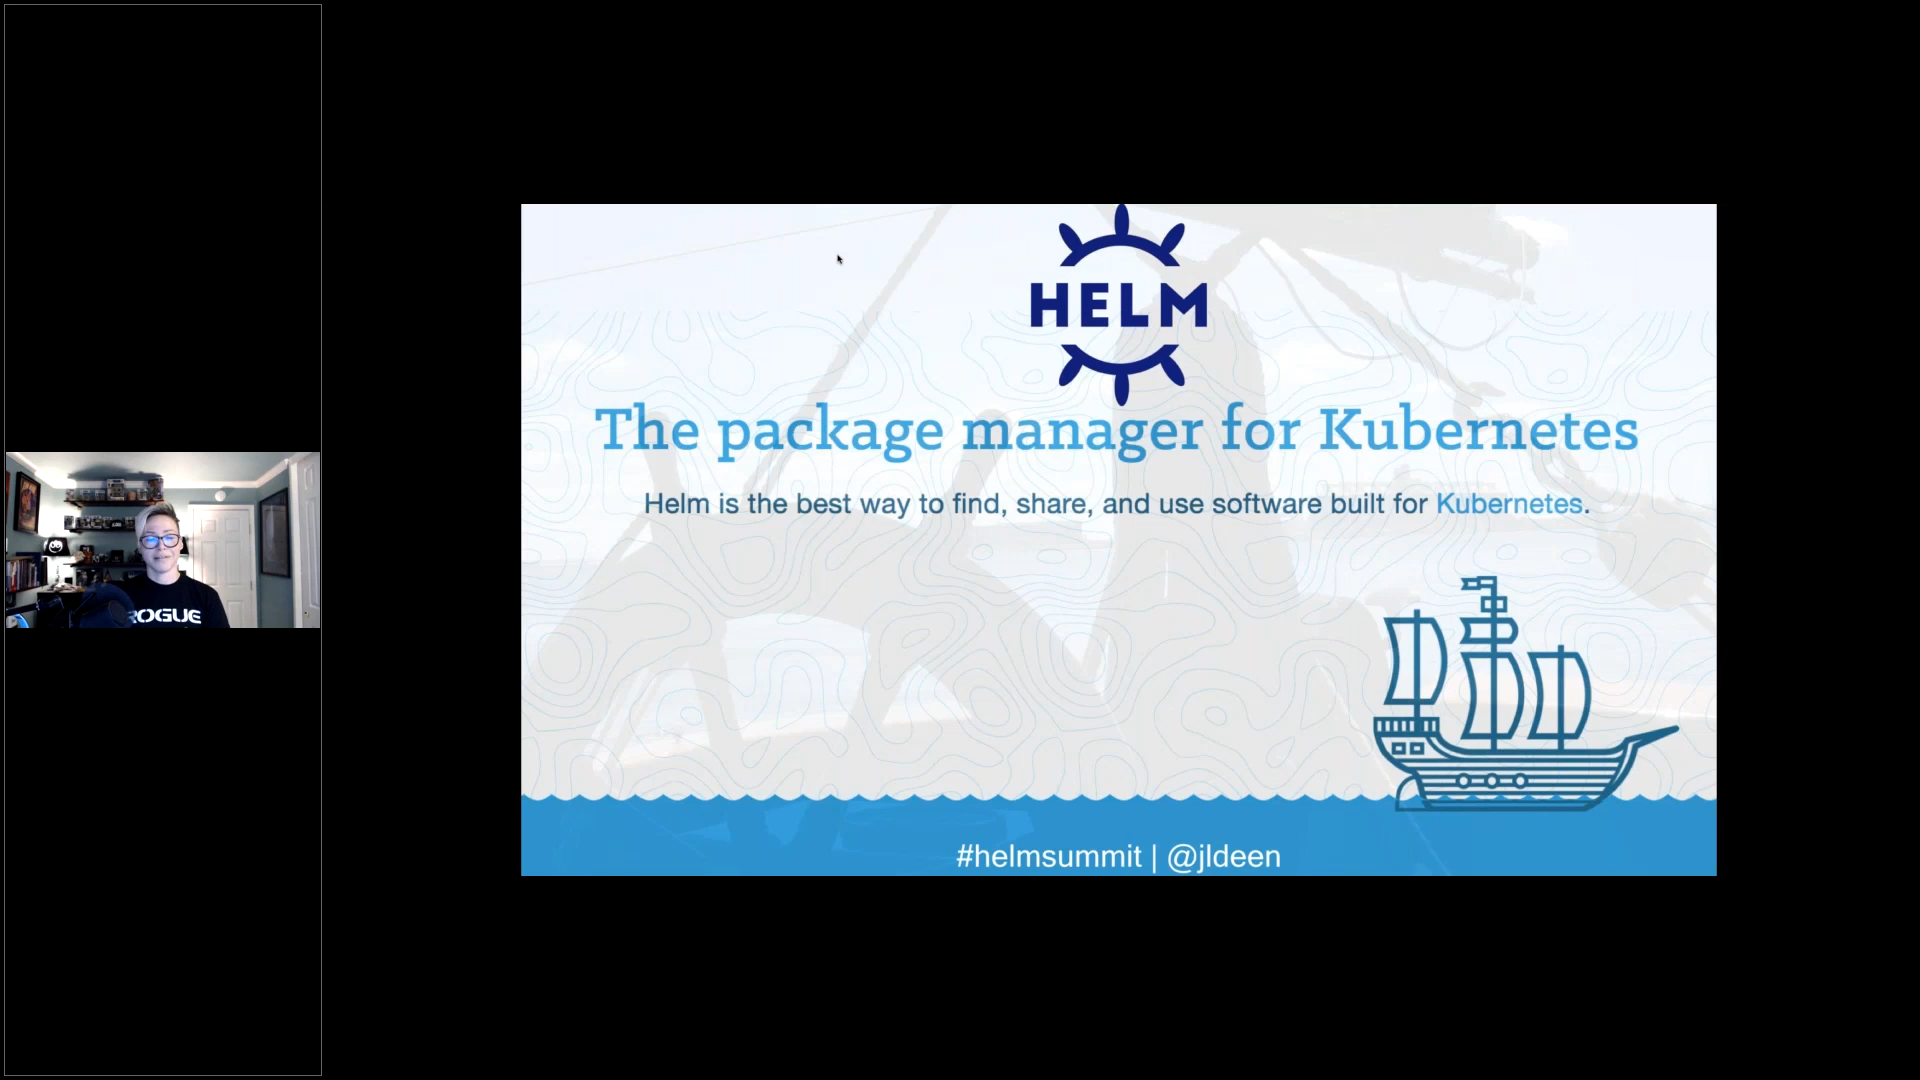 HELM
The package manager for Kubernetes
Helm is the best way to find, share, and use software built for Kubernetes.
#helmsummit | @jldeen
ROGUE